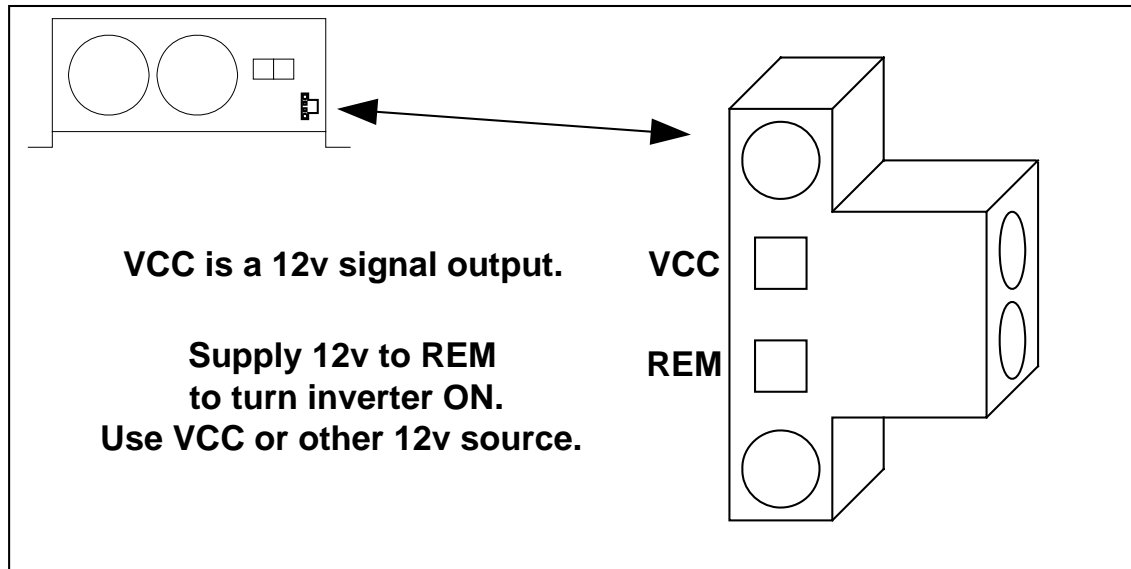 VCC is a 12v signal output.
VCC
Supply 12v to REM
to turn inverter ON.
Use VCC or other 12v source.
REM